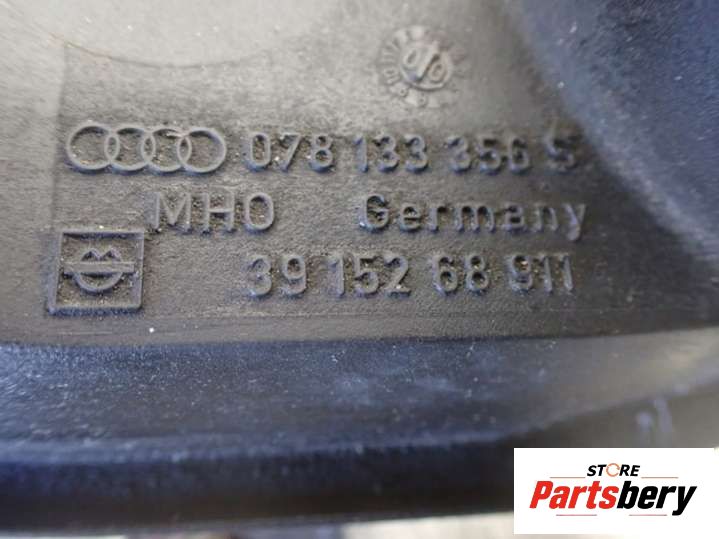 078 133 356 S
MHO Germany
39 152 68 911
STORE
Partsbery